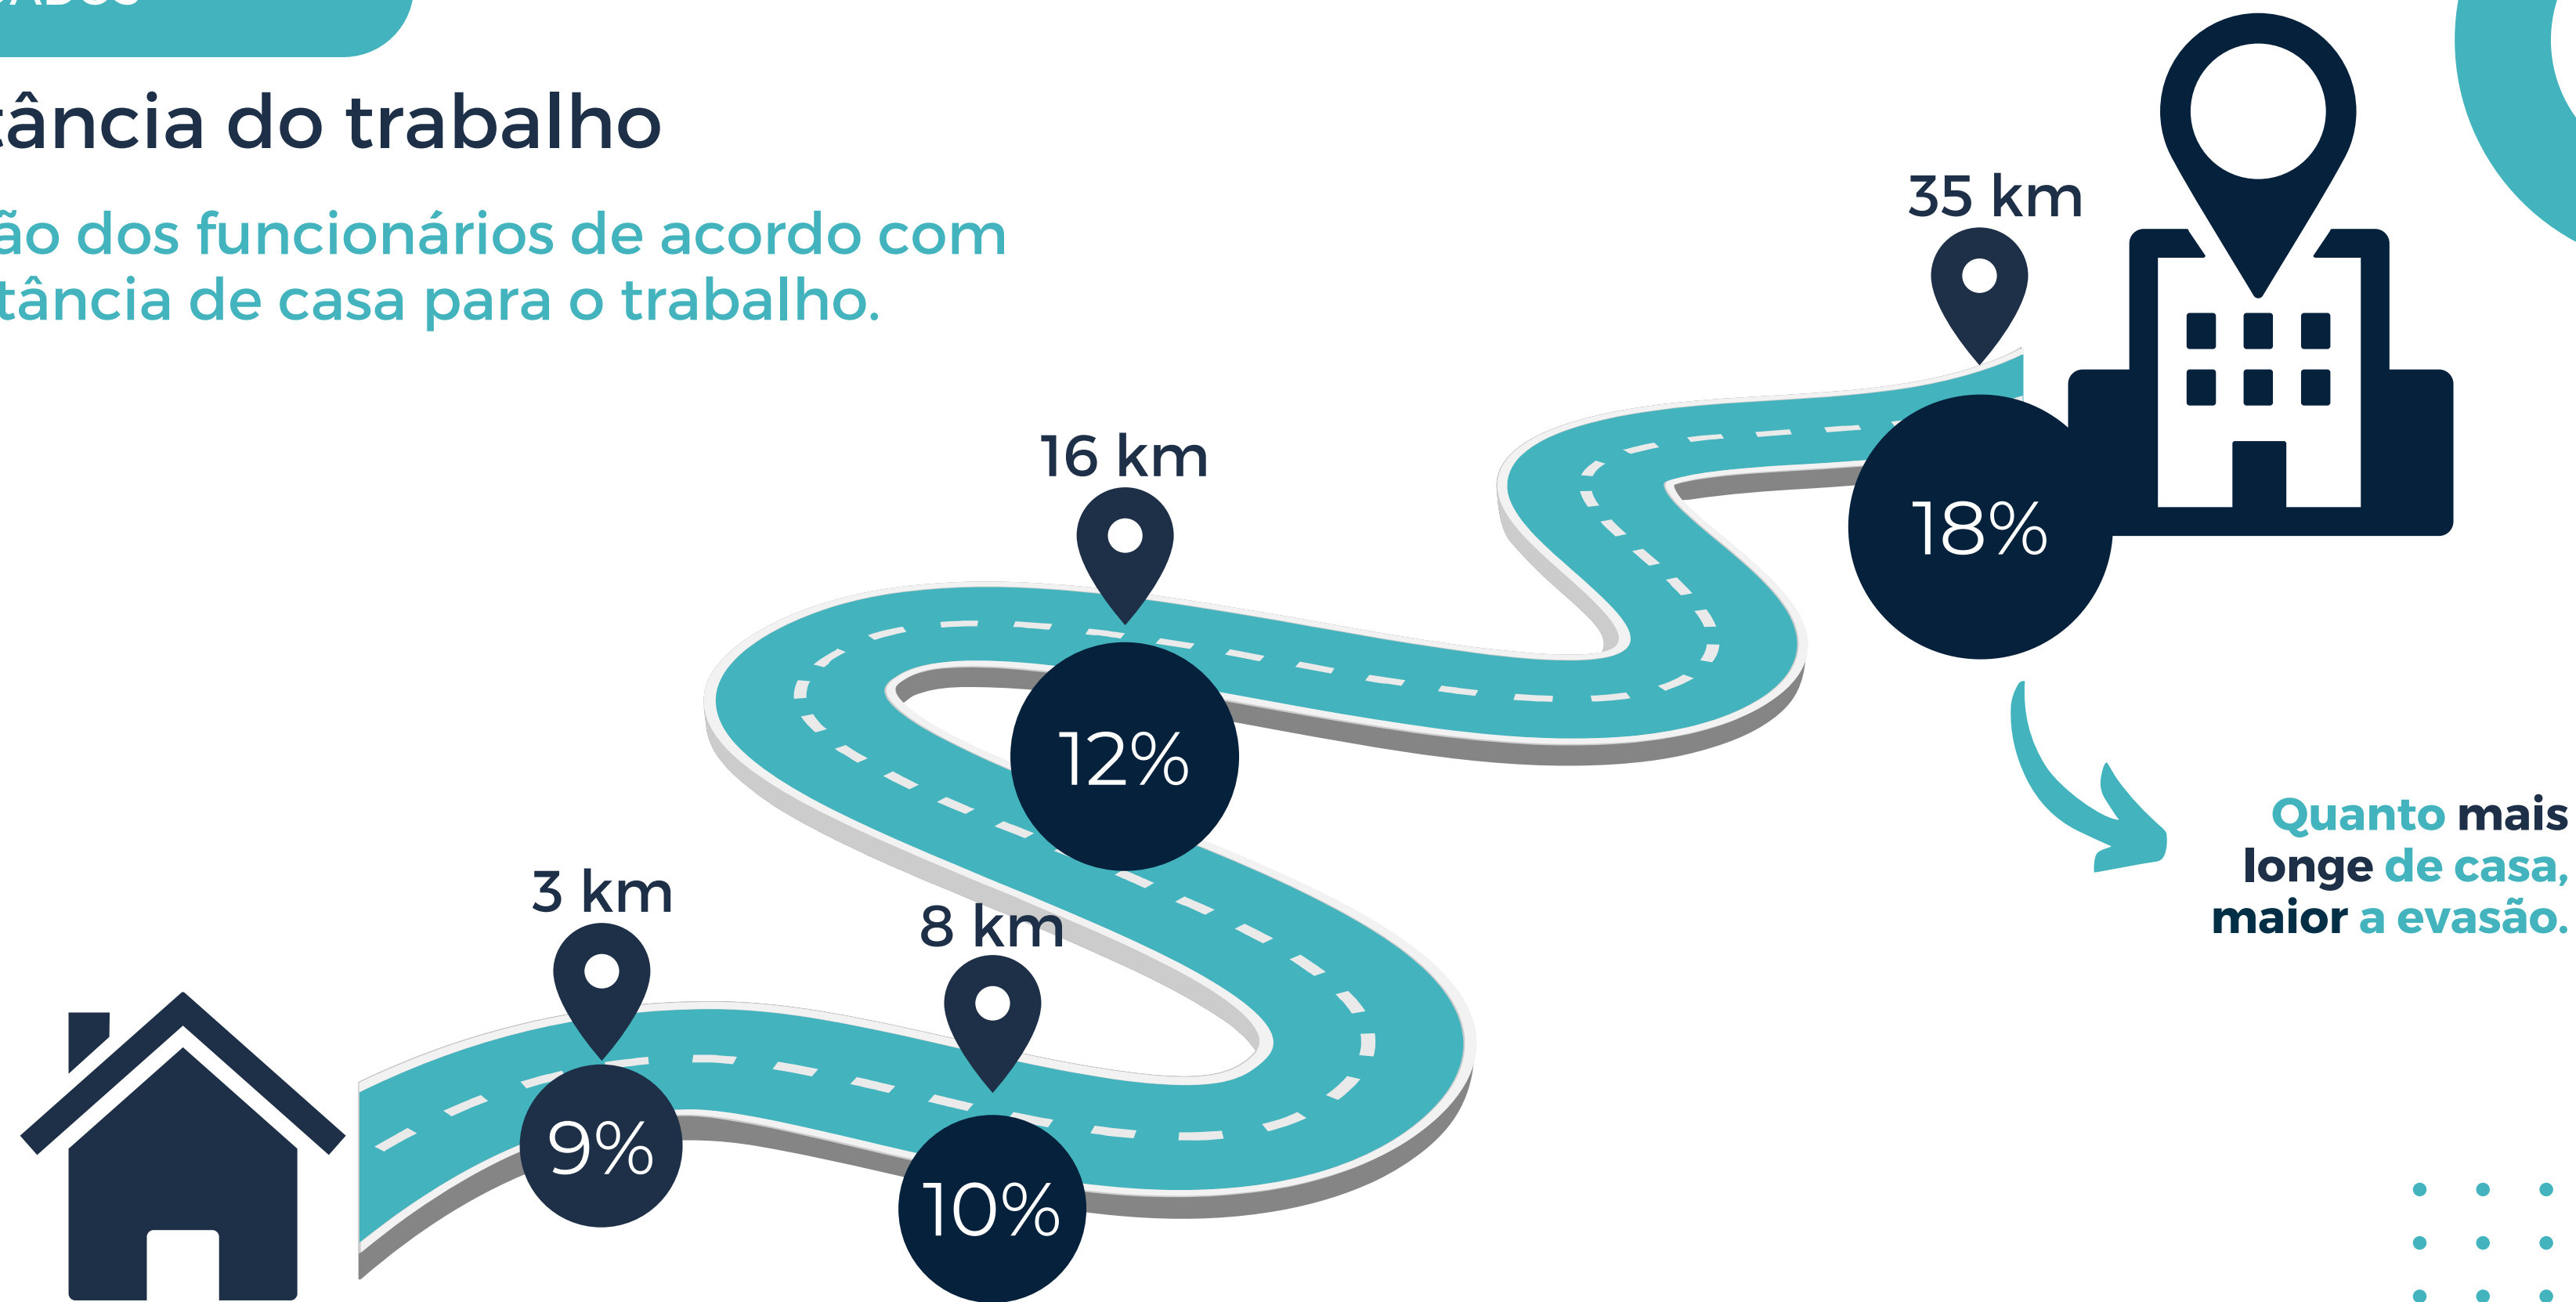 tância do trabalho
ão dos funcionários de acordo com
tância de casa para o trabalho.
35 km
18%
16 km
12%
3 km
9%
8 km
10%
Quanto mais
longe de casa,
maior a evasão.